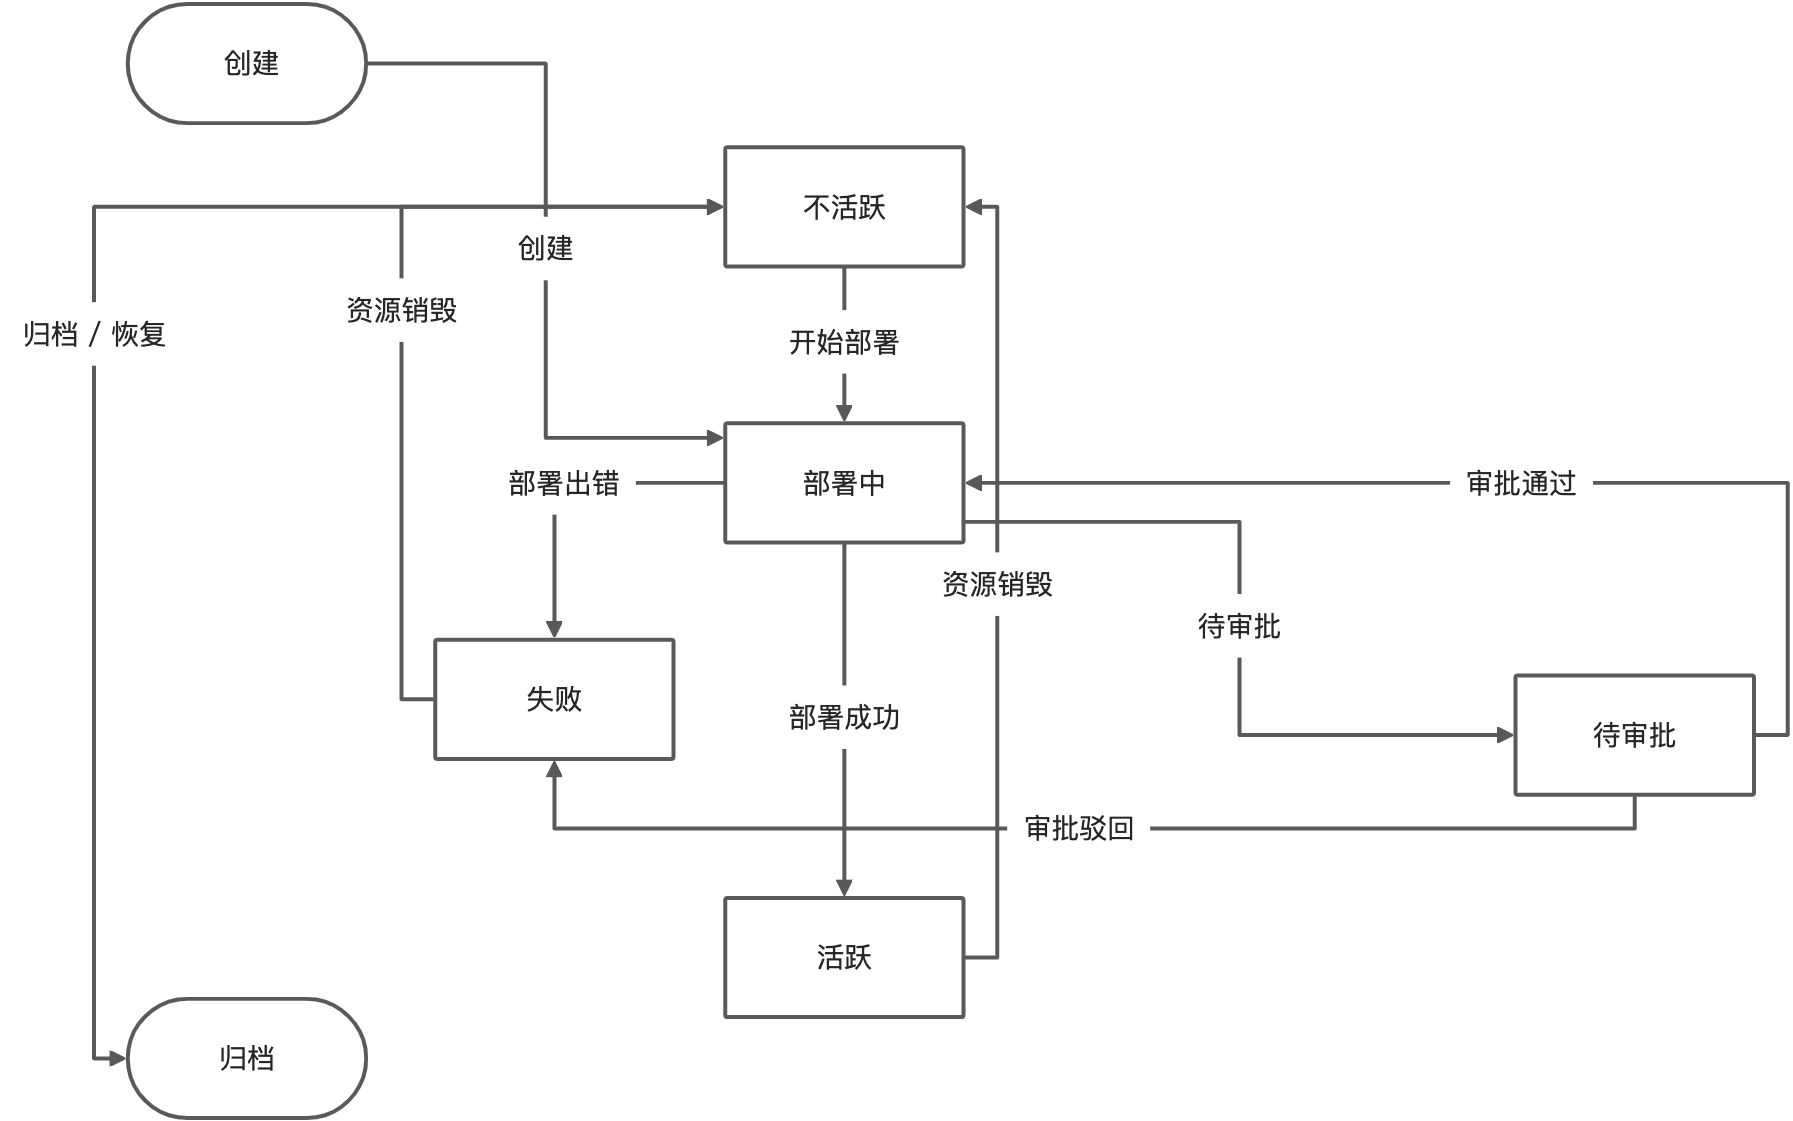 创建
不活跃
创建
资源销毁
归档 / 恢复
开始部署
部署出错
部署中
审批通过
资源销毁
待审批
失败
部署成功
待审批
审批驳回
活跃
归档